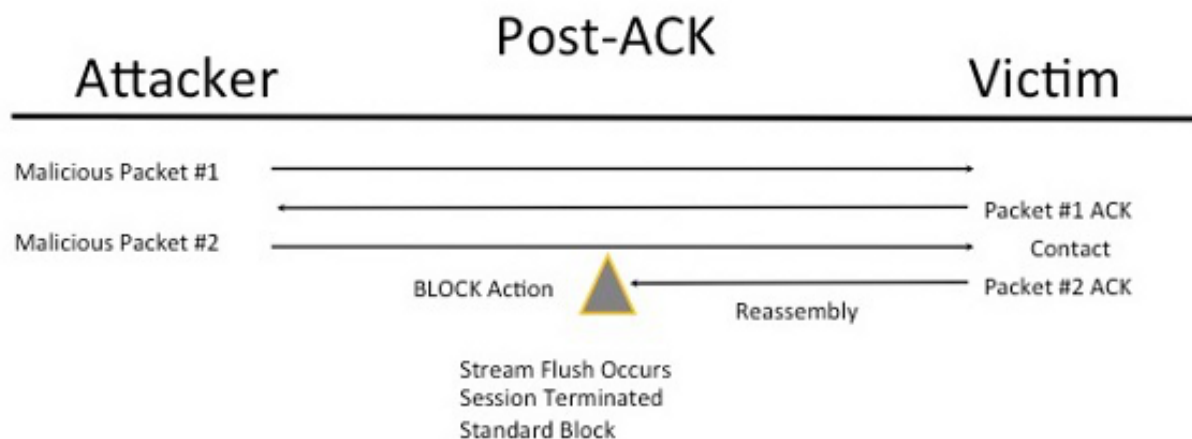 Post-ACK
Attacker
Victim
Malicious Packet #1
Packet #1 ACK
Malicious Packet #2
Contact
BLOCK Action
Packet #2 ACK
Reassembly
Stream Flush Occurs
Session Terminated
Standard Block